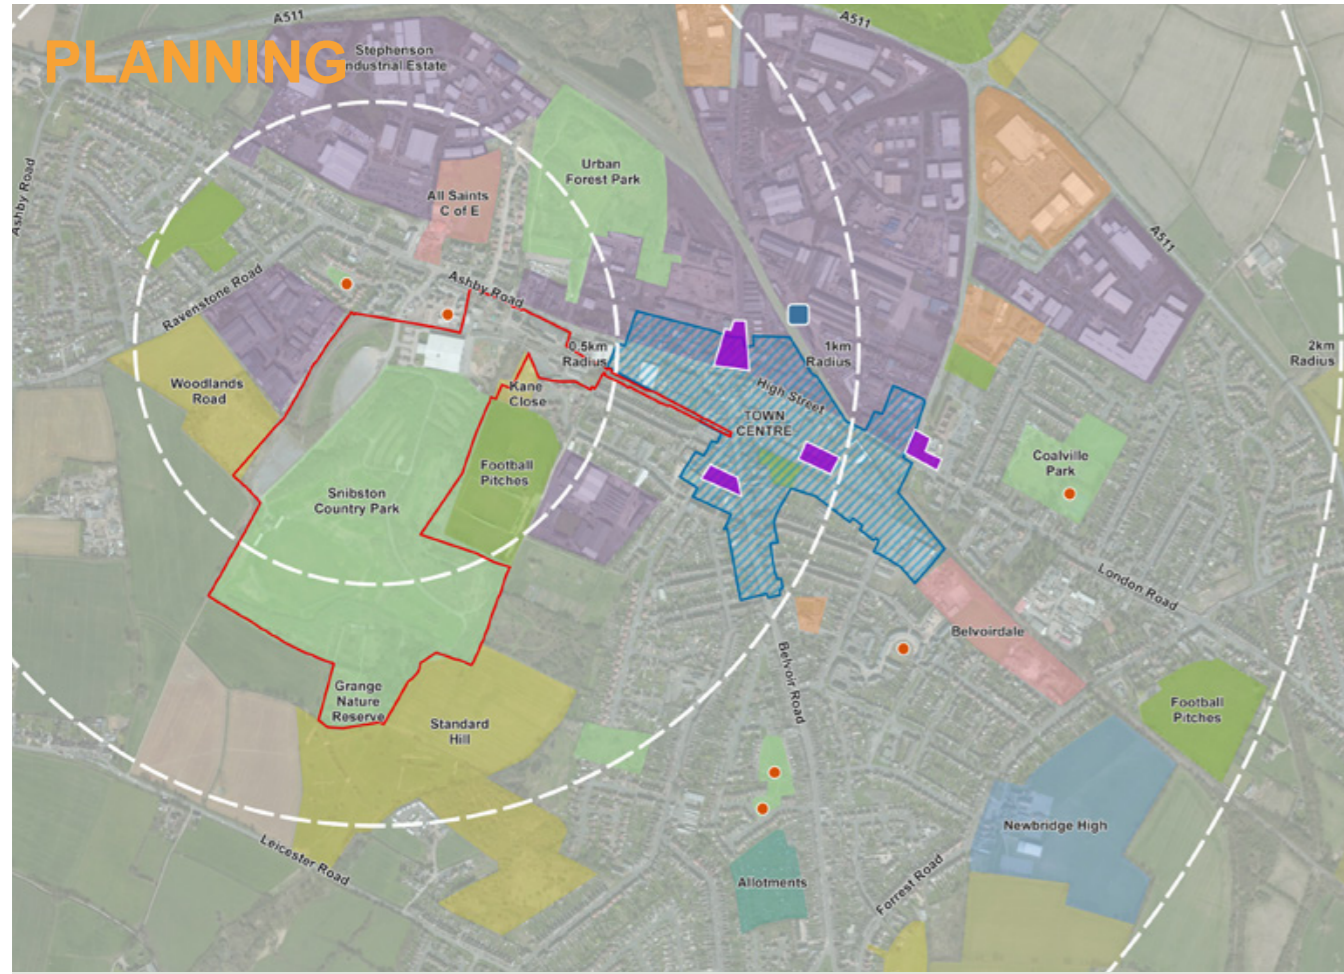 A511
A511
PLANNING
Stephenson
Industrial Estate
Urban
Forest Park
All Saints
C of E
Ashby Road
A511
Ravenstone Road
Ashby Road
0.5km
Radius
1km
Radius
2km
Radius
Woodlands
Road
Kane
Close
High Street
TOWN
CENTRE
Football
Pitches
Coalville
Park
Snibston
Country Park
London Road
Belvoirdale
Belvoir Road
Grange
Nature
Reserve
Standard
Hill
Football
Pitches
Newbridge High
Leicester Road
Allotments
Forrest Road